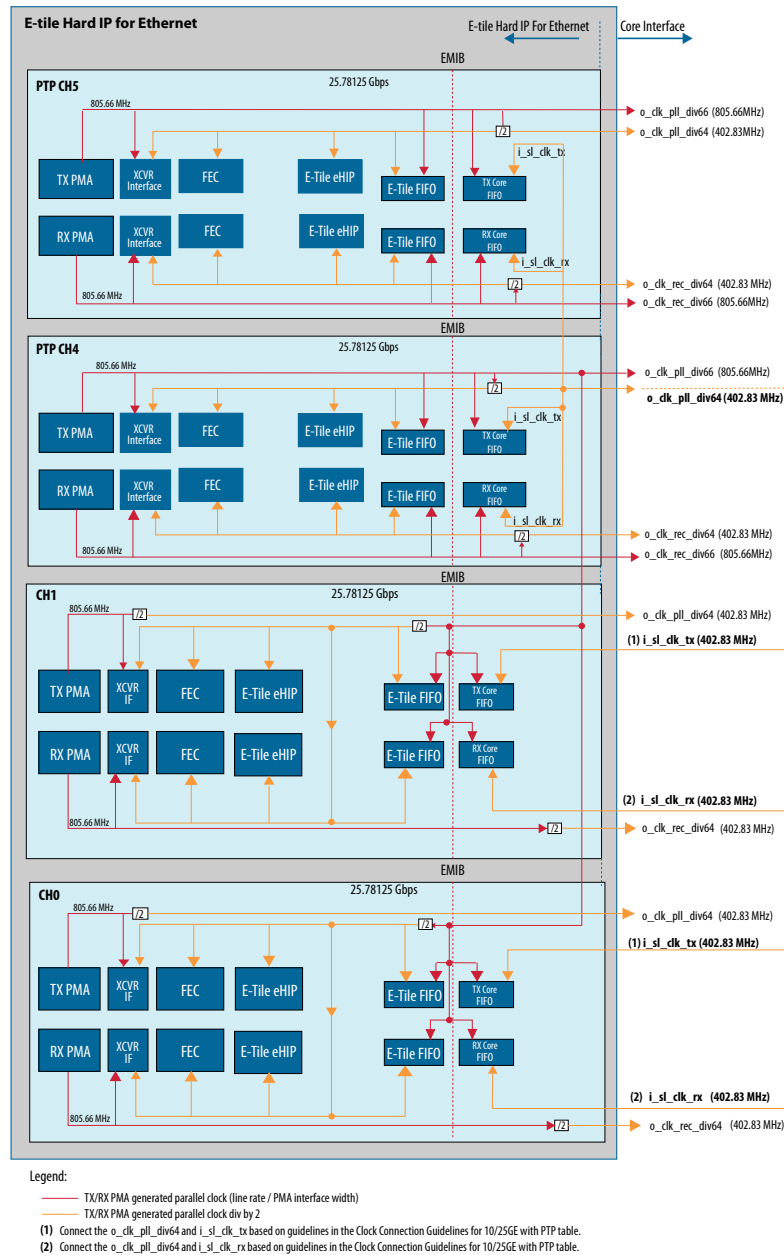 E-tile Hard IP for Ethernet
E-tile Hard IP For Ethernet
Core Interface
EMIB
PTP CH5
25.78125 Gbps
805.66 MHz
o_clk_pll_div66 (805.66MHz)
/2
o_clk_pll_div64 (402.83 MHz)
i_sl_clk_tx
TX PMA
XCVR
Interface
FEC
E-Tile eHIP
E-Tile FIFO
TX Core
FIFO
RX PMA
XCVR
Interface
FEC
E-Tile eHIP
E-Tile FIFO
RX Core
FIFO
i_sl_clk_rx
/2
o_clk_rec_div64 (402.83 MHz)
805.66 MHz
o_clk_rec_div66 (805.66MHz)
EMIB
PTP CH4
25.78125 Gbps
805.66 MHz
o_clk_pll_div66 (805.66MHz)
/2
o_clk_pll_div64 (402.83 MHz)
i_sl_clk_tx
TX PMA
XCVR
Interface
FEC
E-Tile eHIP
E-Tile FIFO
TX Core
FIFO
RX PMA
XCVR
Interface
FEC
E-Tile eHIP
E-Tile FIFO
RX Core
FIFO
i_sl_clk_rx
/2
o_clk_rec_div64 (402.83 MHz)
805.66 MHz
o_clk_rec_div66 (805.66MHz)
EMIB
CH1
25.78125 Gbps
805.66 MHz
/2
o_clk_pll_div64 (402.83 MHz)
/2
(1) i_sl_clk_tx (402.83 MHz)
TX PMA
XCVR
IF
FEC
E-Tile eHIP
E-Tile FIFO
TX Core
FIFO
RX PMA
XCVR
IF
FEC
E-Tile eHIP
E-Tile FIFO
RX Core
FIFO
(2) i_sl_clk_rx (402.83 MHz)
805.66 MHz
/2
o_clk_rec_div64 (402.83 MHz)
EMIB
CH0
25.78125 Gbps
805.66 MHz
/2
o_clk_pll_div64 (402.83 MHz)
/2
(1) i_sl_clk_tx (402.83 MHz)
TX PMA
XCVR
IF
FEC
E-Tile eHIP
E-Tile FIFO
TX Core
FIFO
RX PMA
XCVR
IF
FEC
E-Tile eHIP
E-Tile FIFO
RX Core
FIFO
(2) i_sl_clk_rx (402.83 MHz)
805.66 MHz
/2
o_clk_rec_div64 (402.83 MHz)
Legend:
TX/RX PMA generated parallel clock (line rate / PMA interface width)
TX/RX PMA generated parallel clock div by 2
(1) Connect the o_clk_pll_div64 and i_sl_clk_tx based on guidelines in the Clock Connection Guidelines for 10/25GE with PTP table.
(2) Connect the o_clk_pll_div64 and i_sl_clk_rx based on guidelines in the Clock Connection Guidelines for 10/25GE with PTP table.